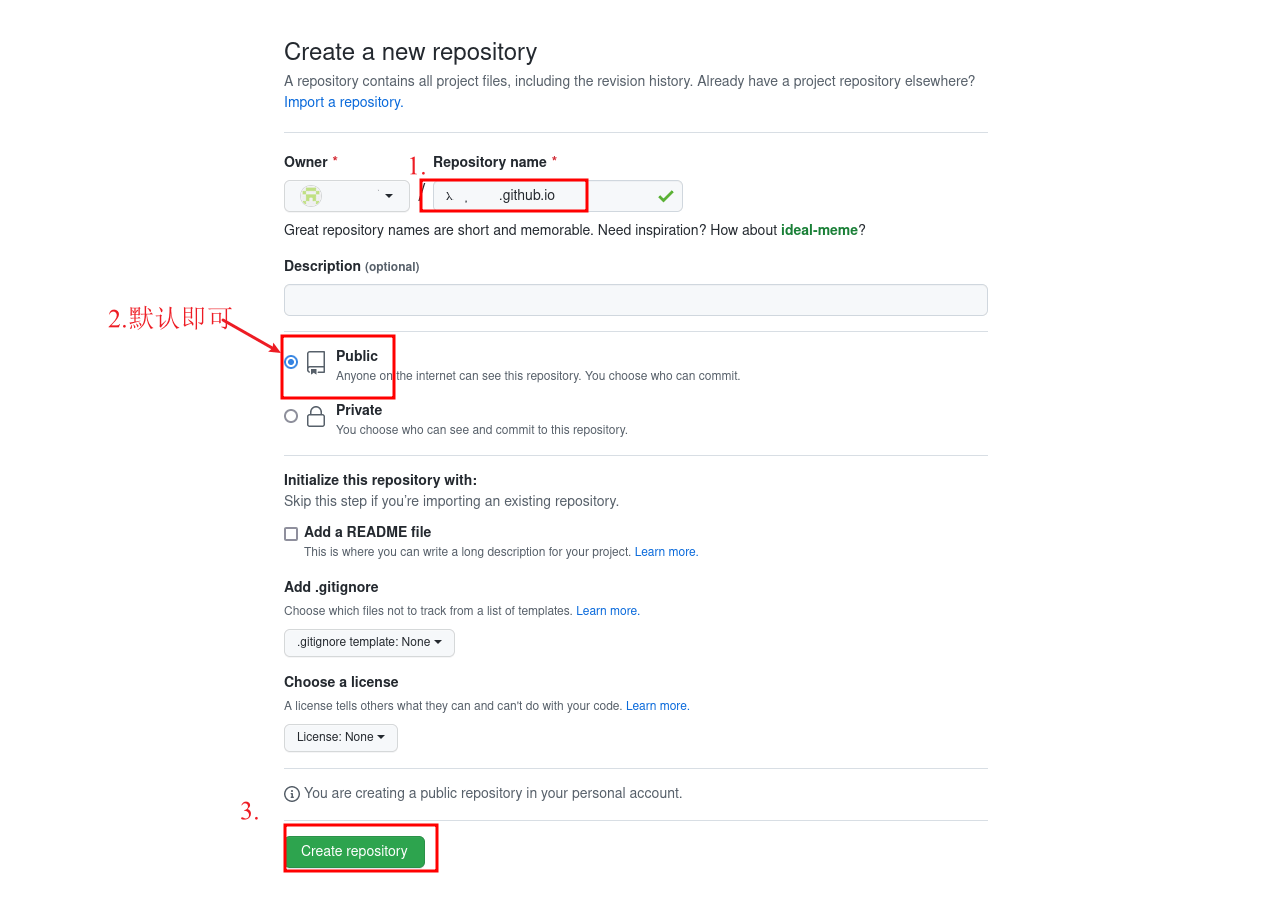 Create a new repository
A repository contains all project files, including the revision history. Already have a project repository elsewhere?
Import a repository.
Owner *
1.
Repository name *
/
.github.io
Great repository names are short and memorable. Need inspiration? How about ideal-meme?
Description (optional)
2.默认即可
Public
Anyone on the internet can see this repository. You choose who can commit.
Private
You choose who can see and commit to this repository.
Initialize this repository with:
Skip this step if you're importing an existing repository.
Add a README file
This is where you can write a long description for your project. Learn more.
Add .gitignore
Choose which files not to track from a list of templates. Learn more.
.gitignore template: None
Choose a license
A license tells others what they can and can't do with your code. Learn more.
License: None
You are creating a public repository in your personal account.
3.
Create repository